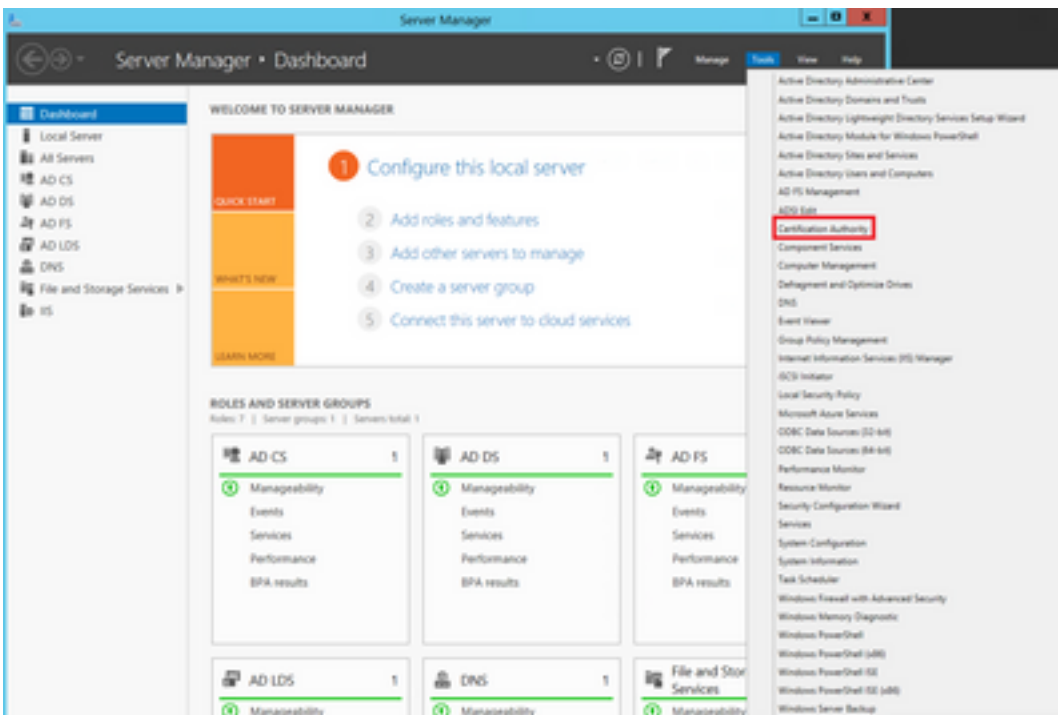 Server Manager
Server Manager • Dashboard
Manage Tools View Help
Dashboard
Local Server
All Servers
AD CS
AD DS
AD FS
AD LDS
DNS
File and Storage Services
IIS
WELCOME TO SERVER MANAGER
QUICK START
WHAT'S NEW
LEARN MORE
1 Configure this local server
2 Add roles and features
3 Add other servers to manage
4 Create a server group
5 Connect this server to cloud services
ROLES AND SERVER GROUPS
Roles: 7 | Server groups: 1 | Servers total: 1
AD CS 1
Manageability
Events
Services
Performance
BPA results
AD DS 1
Manageability
Events
Services
Performance
BPA results
AD FS
Manageability
Events
Services
Performance
BPA results
AD LDS 1
Manageability
DNS 1
Manageability
File and Stor
Services
Manageability
Active Directory Administrative Center
Active Directory Domains and Trusts
Active Directory Lightweight Directory Services Setup Wizard
Active Directory Module for Windows PowerShell
Active Directory Sites and Services
Active Directory Users and Computers
AD FS Management
ADSI Edit
Certification Authority
Component Services
Computer Management
Defragment and Optimize Drives
DNS
Event Viewer
Group Policy Management
Internet Information Services (IIS) Manager
iSCSI Initiator
Local Security Policy
Microsoft Azure Services
ODBC Data Sources (32-bit)
ODBC Data Sources (64-bit)
Performance Monitor
Resource Monitor
Security Configuration Wizard
Services
System Configuration
System Information
Task Scheduler
Windows Firewall with Advanced Security
Windows Memory Diagnostic
Windows PowerShell
Windows PowerShell (x86)
Windows PowerShell ISE
Windows PowerShell ISE (x86)
Windows Server Backup